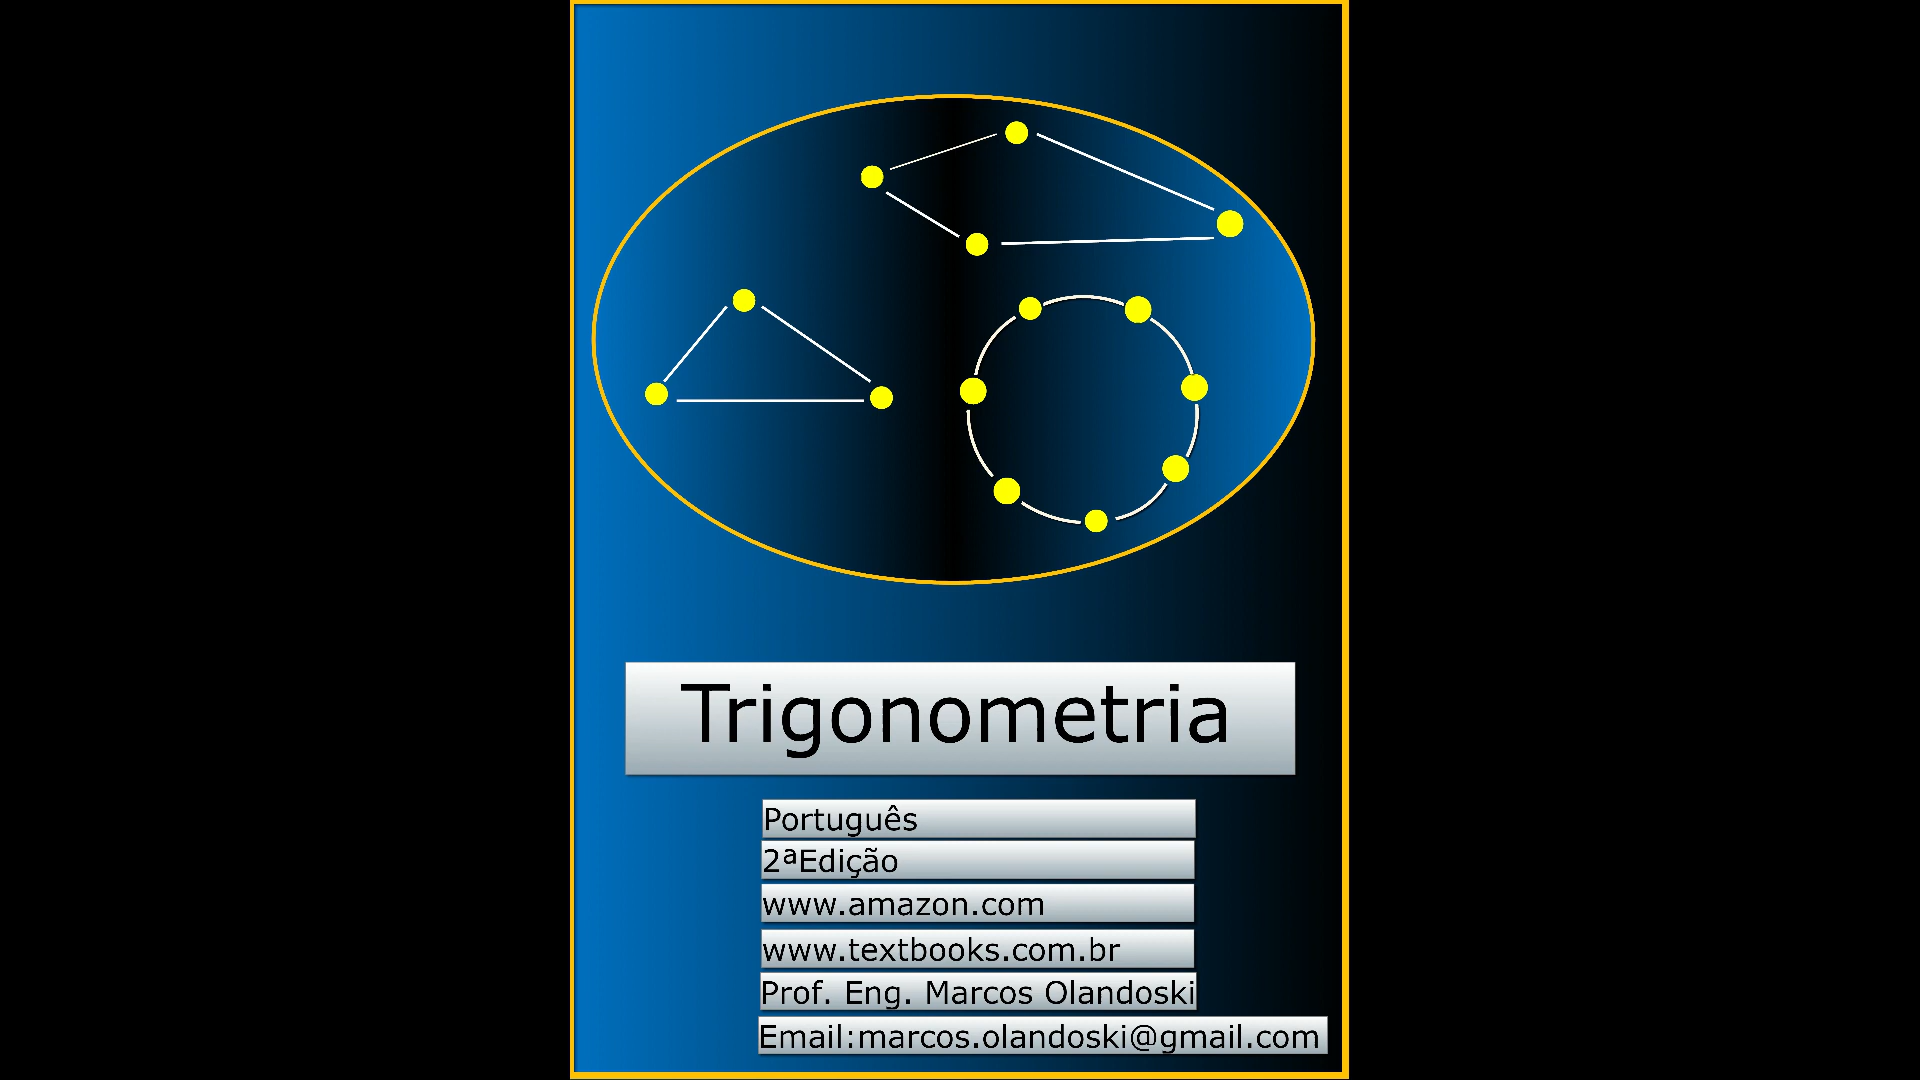 Trigonometria
Português
2ªEdição
www.amazon.com
www.textbooks.com.br
Prof. Eng. Marcos Olandoski
Email:marcos.olandoski@gmail.com